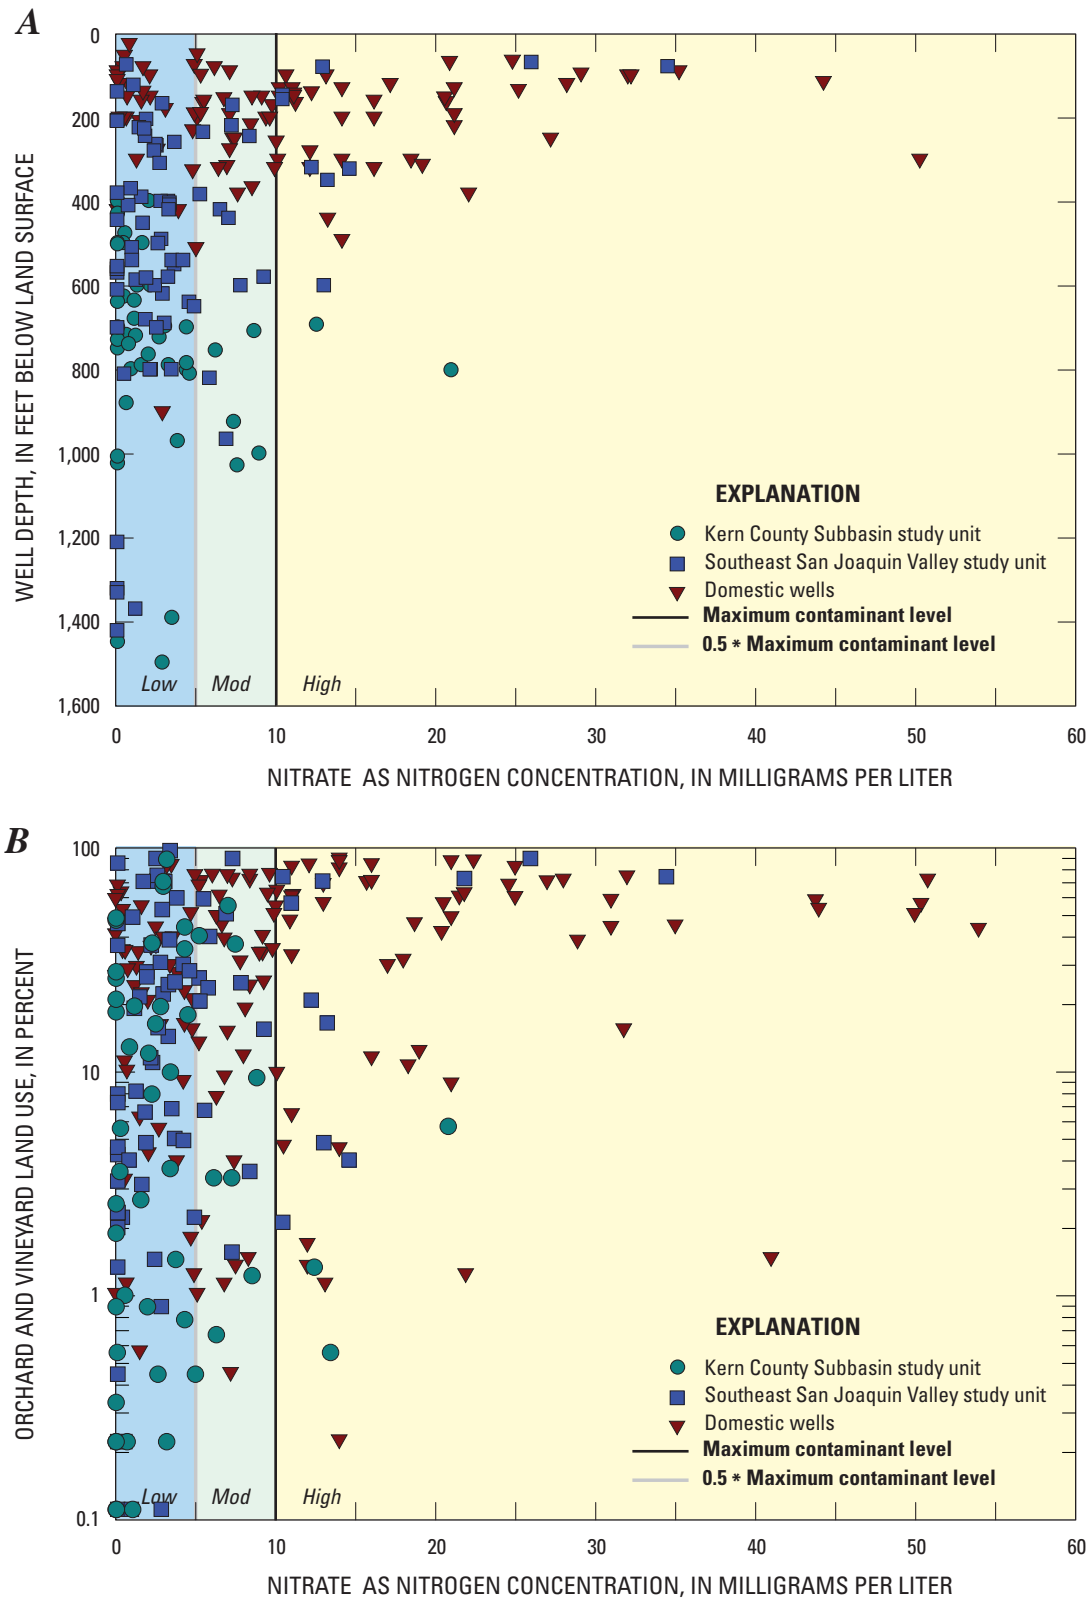 A
0
200
400
600
800
1,000
1,200
1,400
1,600
WELL DEPTH, IN FEET BELOW LAND SURFACE
EXPLANATION
Kern County Subbasin study unit
Southeast San Joaquin Valley study unit
Domestic wells
Maximum contaminant level
0.5 * Maximum contaminant level
Low Mod High
0 10 20 30 40 50 60
NITRATE AS NITROGEN CONCENTRATION, IN MILLIGRAMS PER LITER
B
100
10
1
0.1
ORCHARD AND VINEYARD LAND USE, IN PERCENT
EXPLANATION
Kern County Subbasin study unit
Southeast San Joaquin Valley study unit
Domestic wells
Maximum contaminant level
0.5 * Maximum contaminant level
Low Mod High
0 10 20 30 40 50 60
NITRATE AS NITROGEN CONCENTRATION, IN MILLIGRAMS PER LITER